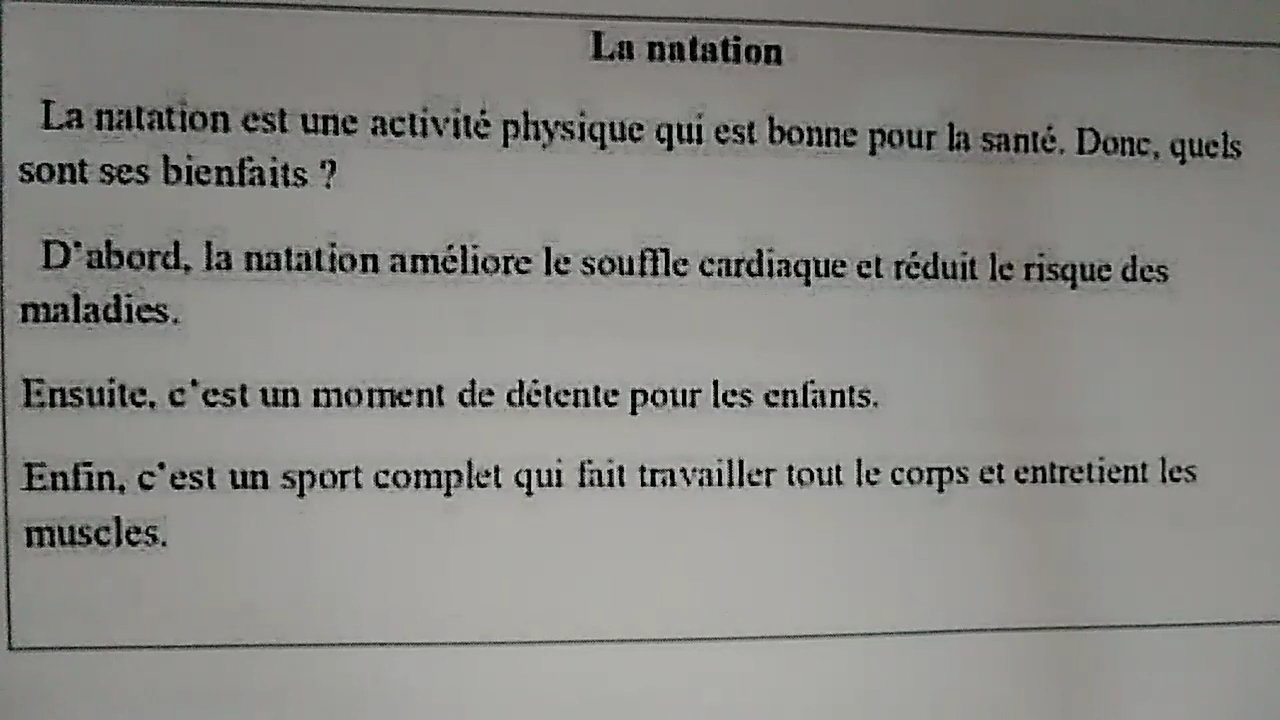 La natation
La natation est une activité physique qui est bonne pour la santé. Donc, quels
sont ses bienfaits ?
D'abord, la natation améliore le souffle cardiaque et réduit le risque des
maladies.
Ensuite, c'est un moment de détente pour les enfants.
Enfin, c'est un sport complet qui fait travailler tout le corps et entretient les
muscles.